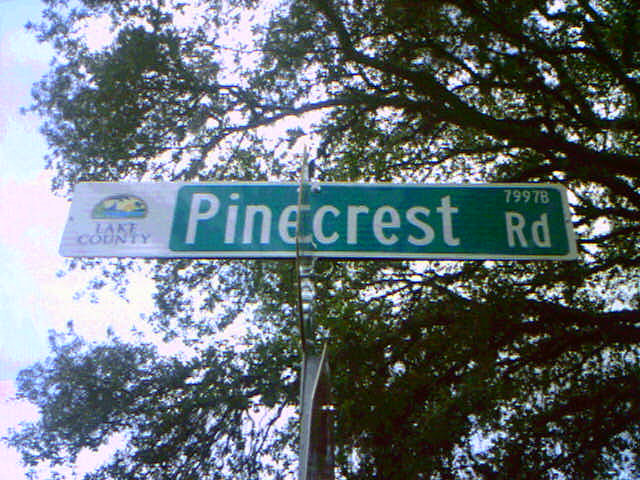 LAKE
COUNTY
Pinecrest Rd
7997B